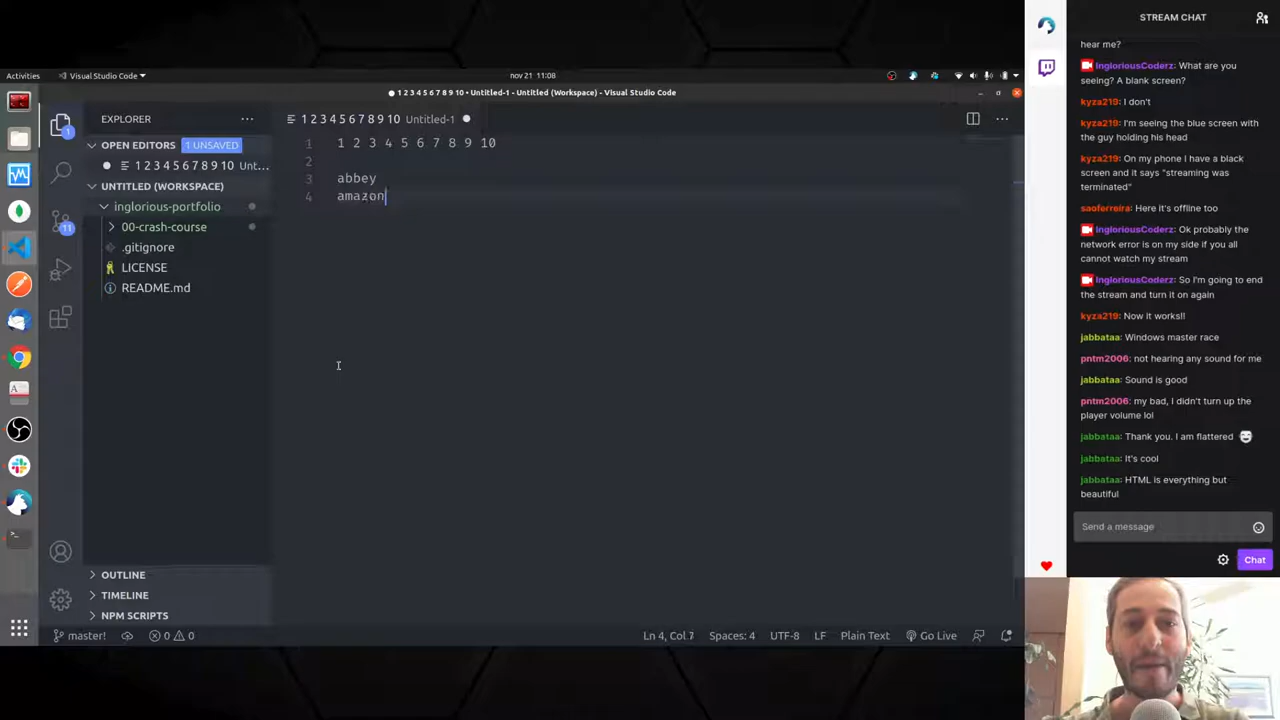 Activities
Visual Studio Code
nov 21 11:08
● 1 2 3 4 5 6 7 8 9 10 • Untitled-1 - Untitled (Workspace) - Visual Studio Code
EXPLORER
OPEN EDITORS 1 UNSAVED
1 2 3 4 5 6 7 8 9 10 Unt...
UNTITLED (WORKSPACE)
inglorious-portfolio
00-crash-course
.gitignore
LICENSE
README.md
OUTLINE
TIMELINE
NPM SCRIPTS
1
11
1 2 3 4 5 6 7 8 9 10 Untitled-1
1 1 2 3 4 5 6 7 8 9 10
2
3 abbey
4 amazon
master!
0 0
Ln 4, Col 7
Spaces: 4
UTF-8
LF
Plain Text
Go Live
STREAM CHAT
hear me?
IngloriousCoderz: What are you
seeing? A blank screen?
kyza219: I don't
kyza219: I'm seeing the blue screen with
the guy holding his head
kyza219: On my phone I have a black
screen and it says "streaming was
terminated"
saoferreira: Here it's offline too
IngloriousCoderz: Ok probably the
network error is on my side if you all
cannot watch my stream
IngloriousCoderz: So I'm going to end
the stream and turn it on again
kyza219: Now it works!!
jabbataa: Windows master race
pntm2006: not hearing any sound for me
jabbataa: Sound is good
pntm2006: my bad, I didn't turn up the
player volume lol
jabbataa: Thank you. I am flattered
jabbataa: It's cool
jabbataa: HTML is everything but
beautiful
Send a message
Chat